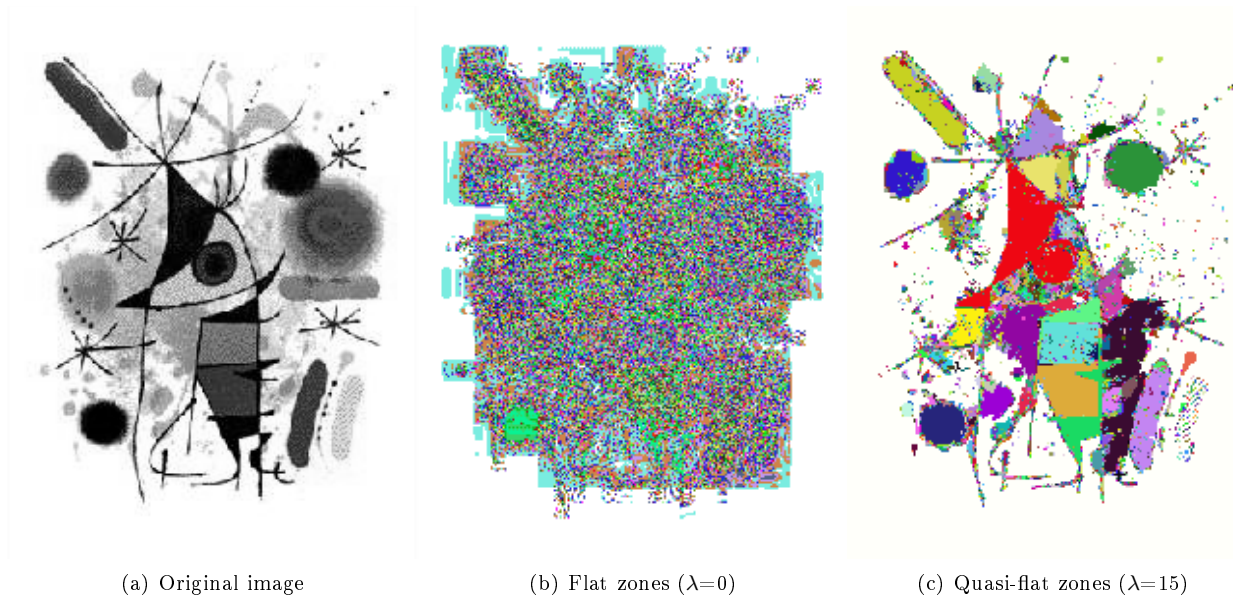 (a) Original image
(b) Flat zones (λ=0)
(c) Quasi-flat zones (λ=15)